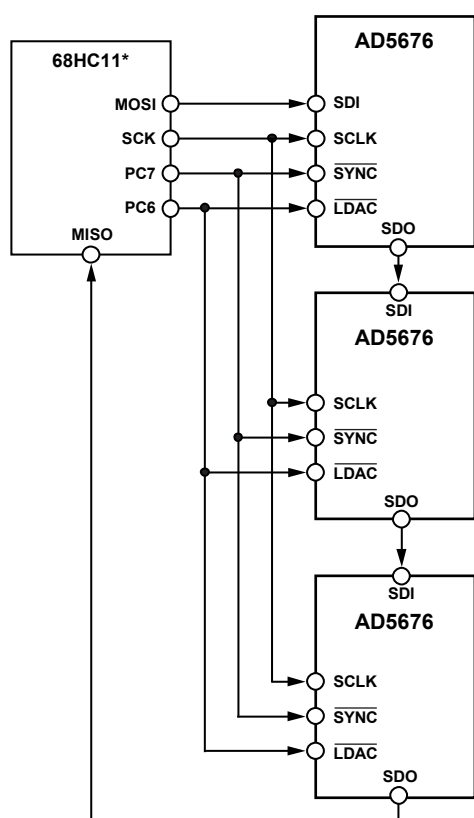 68HC11*
MOSI
SCK
PC7
PC6
MISO
AD5676
SDI
SCLK
SYNC
LDAC
SDO
SDI
AD5676
SCLK
SYNC
LDAC
SDO
SDI
AD5676
SCLK
SYNC
LDAC
SDO